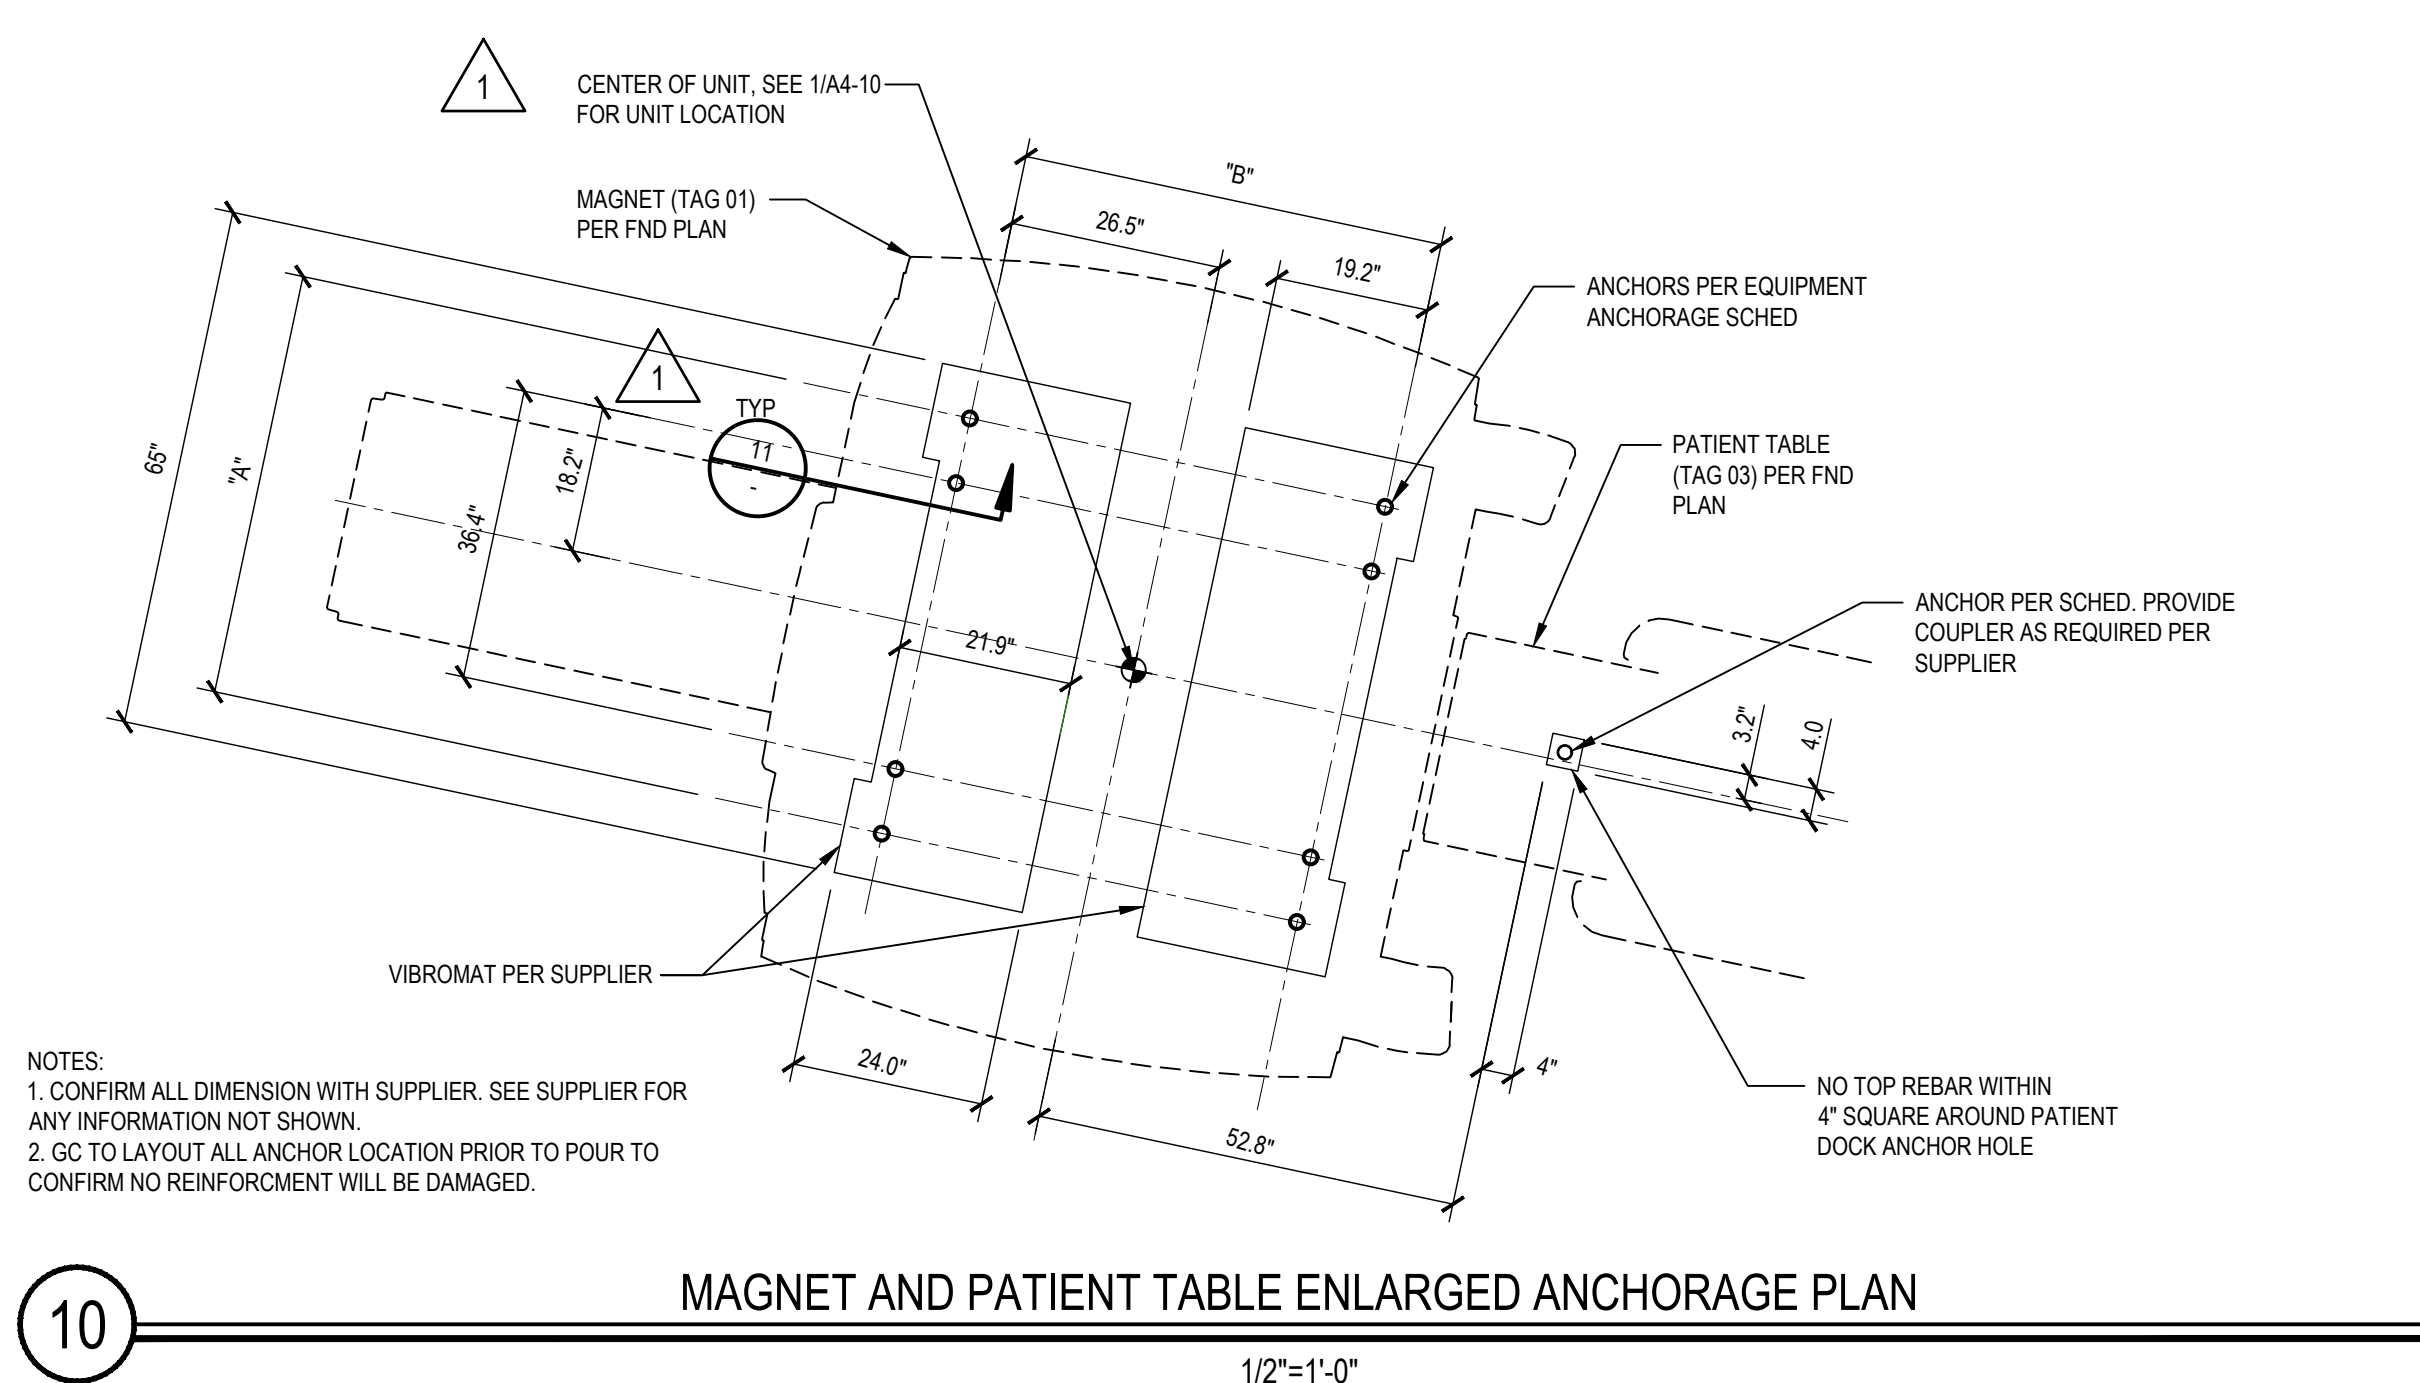 1
CENTER OF UNIT, SEE 1/A4-10
FOR UNIT LOCATION
"B"
MAGNET (TAG 01)
PER FND PLAN
26.5"
19.2"
ANCHORS PER EQUIPMENT
ANCHORAGE SCHED
1
TYP
11
-
65"
"A"
36.4"
18.2"
PATIENT TABLE
(TAG 03) PER FND
PLAN
21.9"
ANCHOR PER SCHED. PROVIDE
COUPLER AS REQUIRED PER
SUPPLIER
3.2"
4.0
VIBROMAT PER SUPPLIER
24.0"
52.8"
4"
NO TOP REBAR WITHIN
4" SQUARE AROUND PATIENT
DOCK ANCHOR HOLE
NOTES:
1. CONFIRM ALL DIMENSION WITH SUPPLIER. SEE SUPPLIER FOR
ANY INFORMATION NOT SHOWN.
2. GC TO LAYOUT ALL ANCHOR LOCATION PRIOR TO POUR TO
CONFIRM NO REINFORCMENT WILL BE DAMAGED.
10
MAGNET AND PATIENT TABLE ENLARGED ANCHORAGE PLAN
1/2"=1'-0"